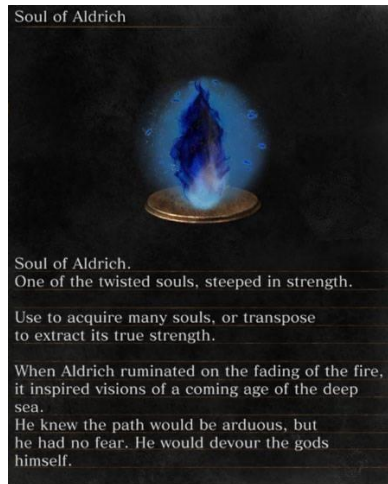 Soul of Aldrich
Soul of Aldrich.
One of the twisted souls, steeped in strength.
Use to acquire many souls, or transpose
to extract its true strength.
When Aldrich ruminated on the fading of the fire,
it inspired visions of a coming age of the deep
sea.
He knew the path would be arduous, but
he had no fear. He would devour the gods
himself.